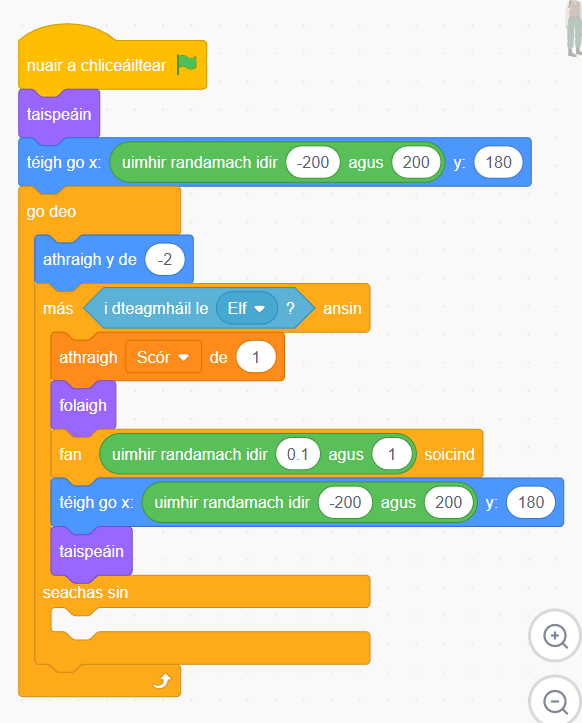 nuair a chliceáiltear
taispeáin
téigh go x: uimhir randamach idir -200 agus 200 y: 180
go deo
athraigh y de -2
más i dteagmháil le Elf ? ansin
athraigh Scór de 1
folaigh
fan uimhir randamach idir 0.1 agus 1 soicind
téigh go x: uimhir randamach idir -200 agus 200 y: 180
taispeáin
seachas sin